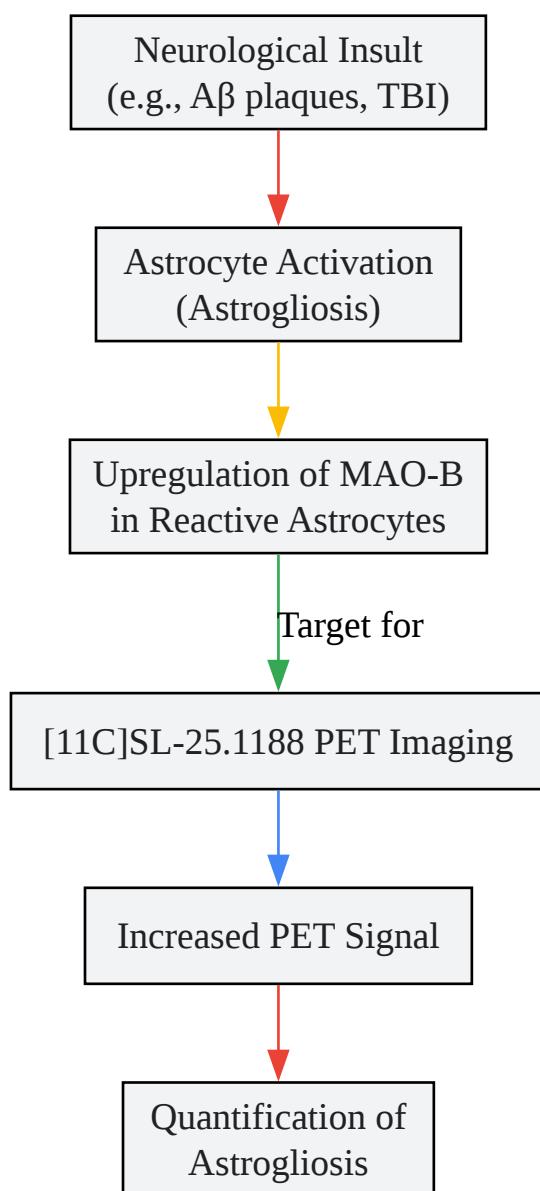 Neurological Insult
(e.g., Aβ plaques, TBI)
Astrocyte Activation
(Astrogliosis)
Upregulation of MAO-B
in Reactive Astrocytes
Target for
[11C]SL-25.1188 PET Imaging
Increased PET Signal
Quantification of
Astrogliosis